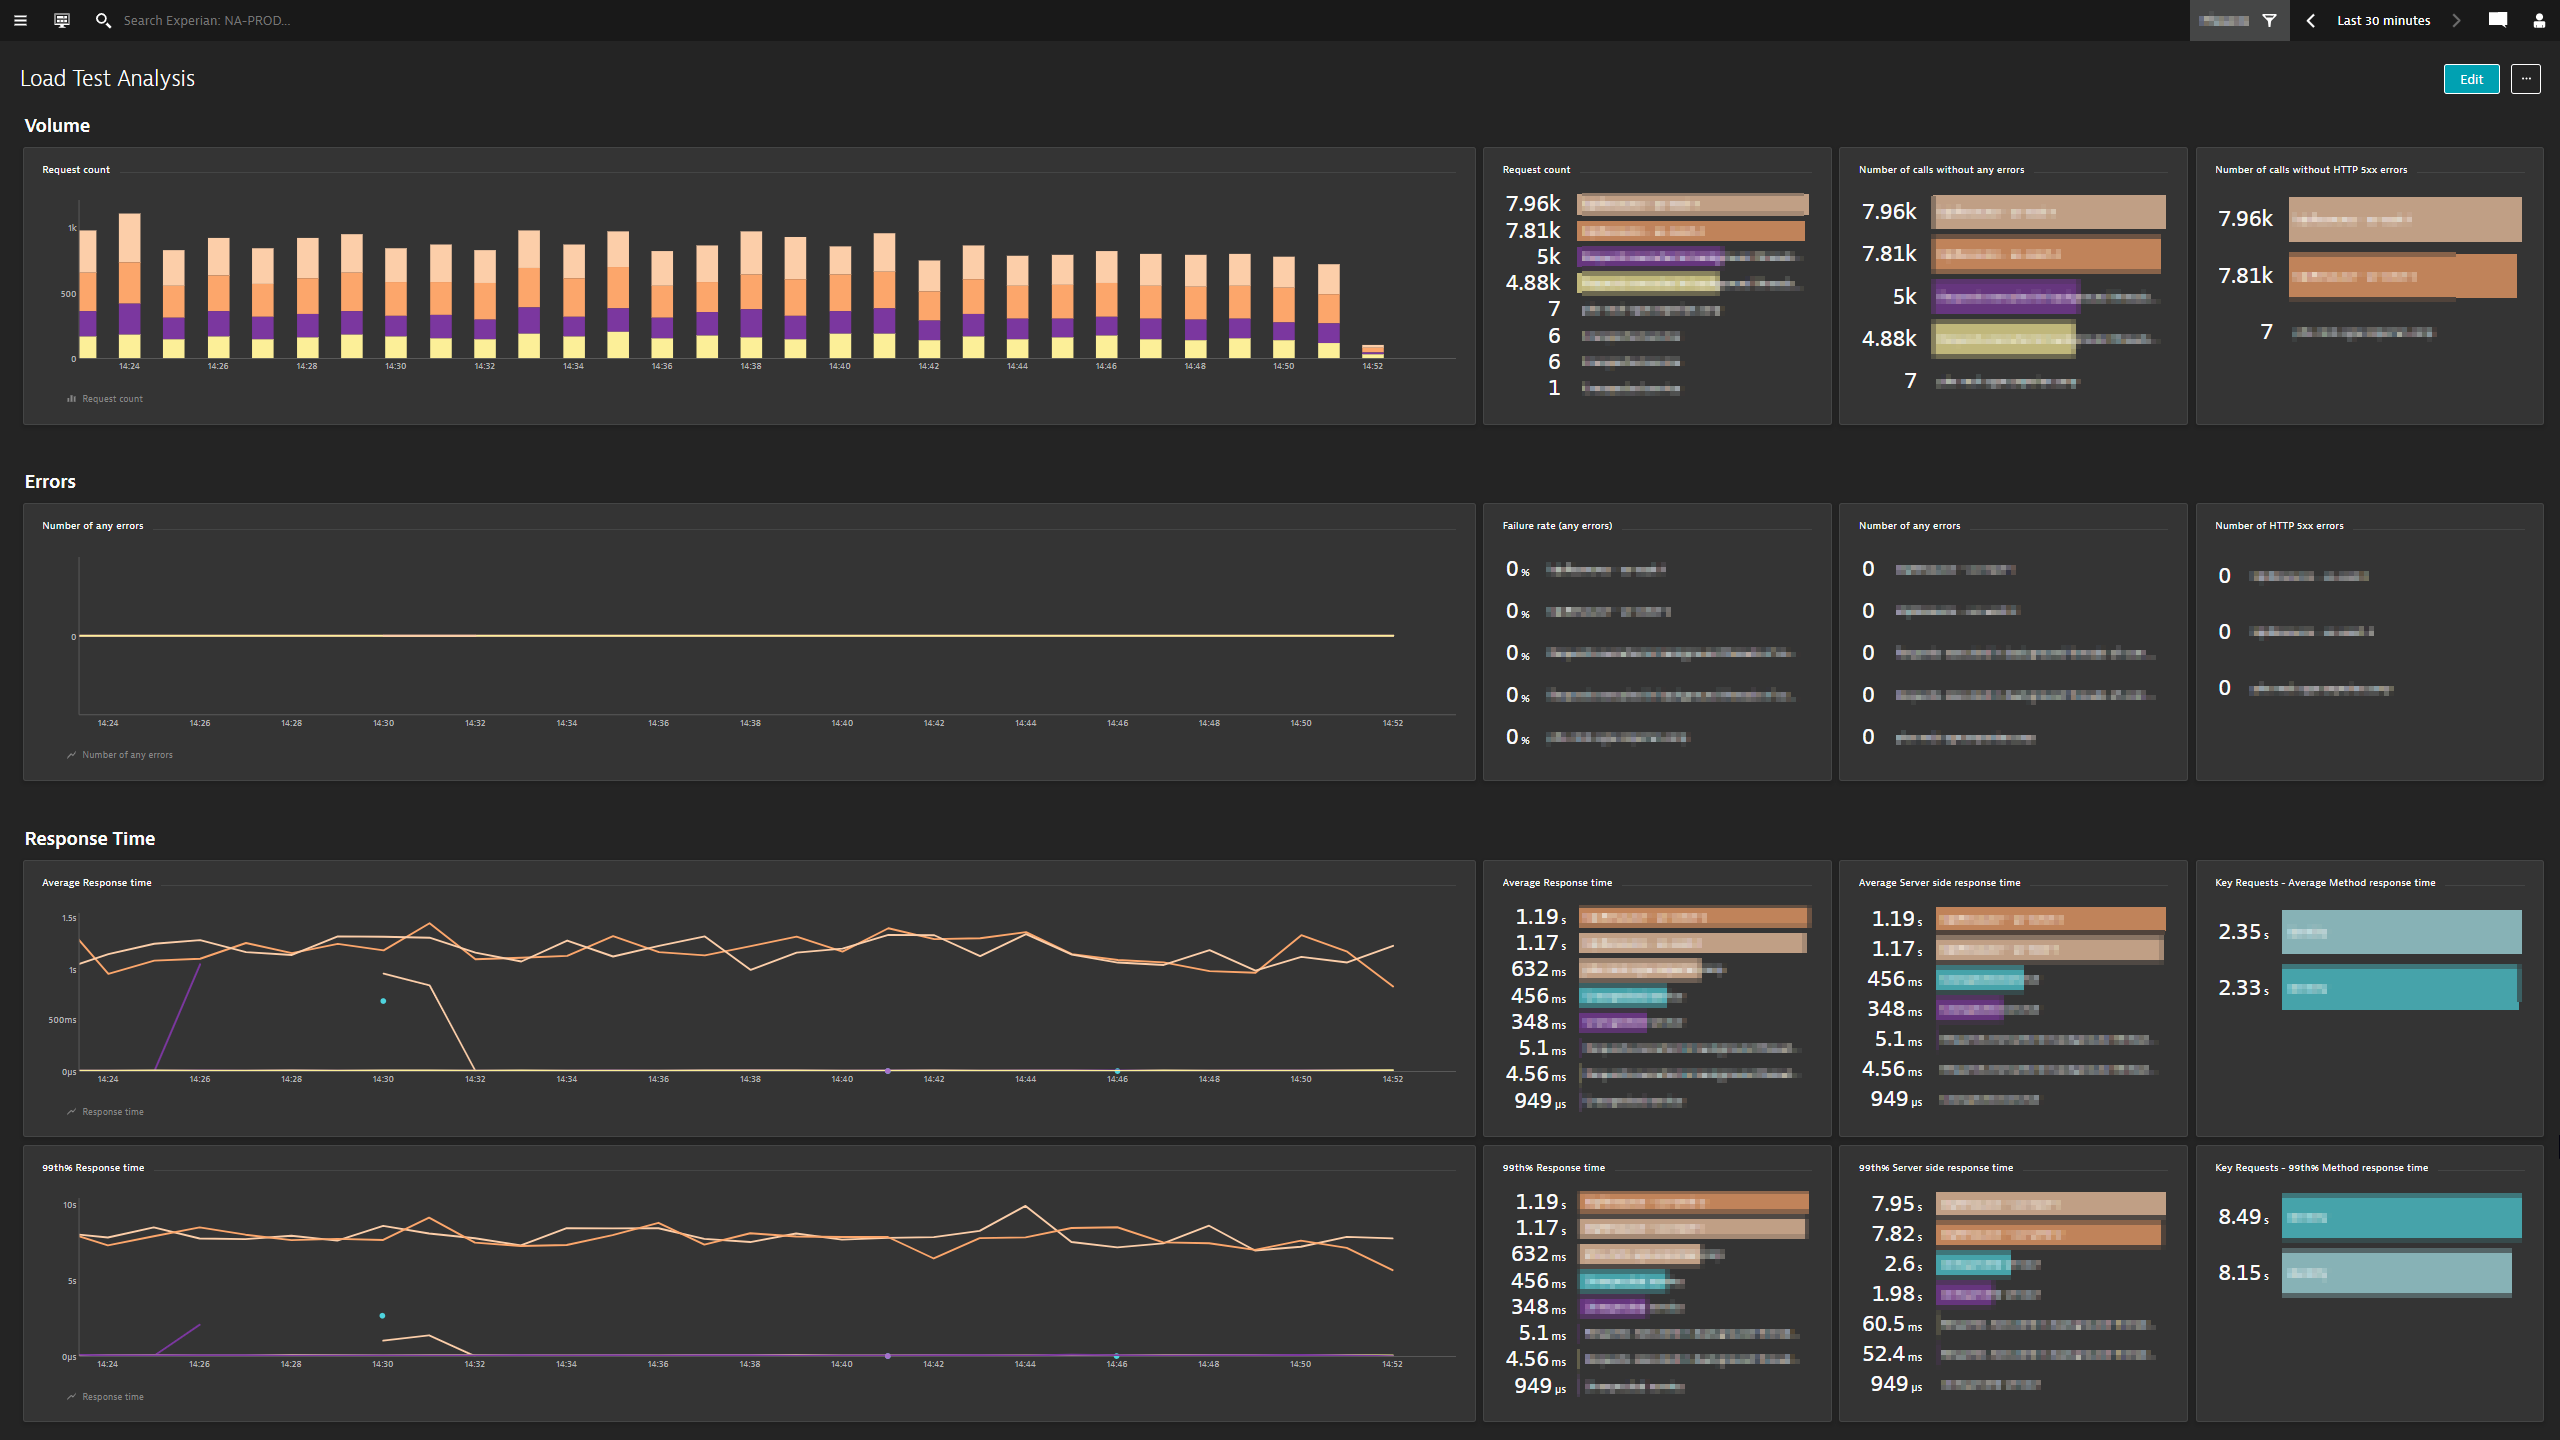 Search Experian: NA-PROD...
Last 30 minutes
Load Test Analysis
Edit
...
Volume
Request count
1k
500
0
14:24 14:26 14:28 14:30 14:32 14:34 14:36 14:38 14:40 14:42 14:44 14:46 14:48 14:50 14:52
Request count
Request count
7.96k
7.81k
5k
4.88k
7
6
6
1
Number of calls without any errors
7.96k
7.81k
5k
4.88k
7
Number of calls without HTTP 5xx errors
7.96k
7.81k
7
Errors
Number of any errors
0
14:24 14:26 14:28 14:30 14:32 14:34 14:36 14:38 14:40 14:42 14:44 14:46 14:48 14:50 14:52
Number of any errors
Failure rate (any errors)
0 %
0 %
0 %
0 %
0 %
Number of any errors
0
0
0
0
0
Number of HTTP 5xx errors
0
0
0
Response Time
Average Response time
1.5s
1s
500ms
0µs
14:24 14:26 14:28 14:30 14:32 14:34 14:36 14:38 14:40 14:42 14:44 14:46 14:48 14:50 14:52
Response time
Average Response time
1.19 s
1.17 s
632 ms
456 ms
348 ms
5.1 ms
4.56 ms
949 µs
Average Server side response time
1.19 s
1.17 s
456 ms
348 ms
5.1 ms
4.56 ms
949 µs
Key Requests - Average Method response time
2.35 s
2.33 s
99th% Response time
10s
5s
0µs
14:24 14:26 14:28 14:30 14:32 14:34 14:36 14:38 14:40 14:42 14:44 14:46 14:48 14:50 14:52
Response time
99th% Response time
1.19 s
1.17 s
632 ms
456 ms
348 ms
5.1 ms
4.56 ms
949 µs
99th% Server side response time
7.95 s
7.82 s
2.6 s
1.98 s
60.5 ms
52.4 ms
949 µs
Key Requests - 99th% Method response time
8.49 s
8.15 s